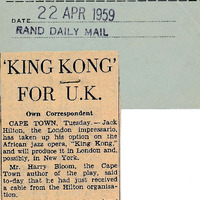 22 APR 1959
DATE
RAND DAILY MAIL
'KING KONG'
FOR U.K.
Own Correspondent
CAPE TOWN, Tuesday.—Jack
Hilton, the London impressario,
has taken up his option on the
African jazz opera, "King Kong,"
and will produce it in London and,
possibly, in New York.
Mr. Harry Bloom, the Cape
Town author of the play, said
to-day that he had just received
a cable from the Hilton organisa-
tion.